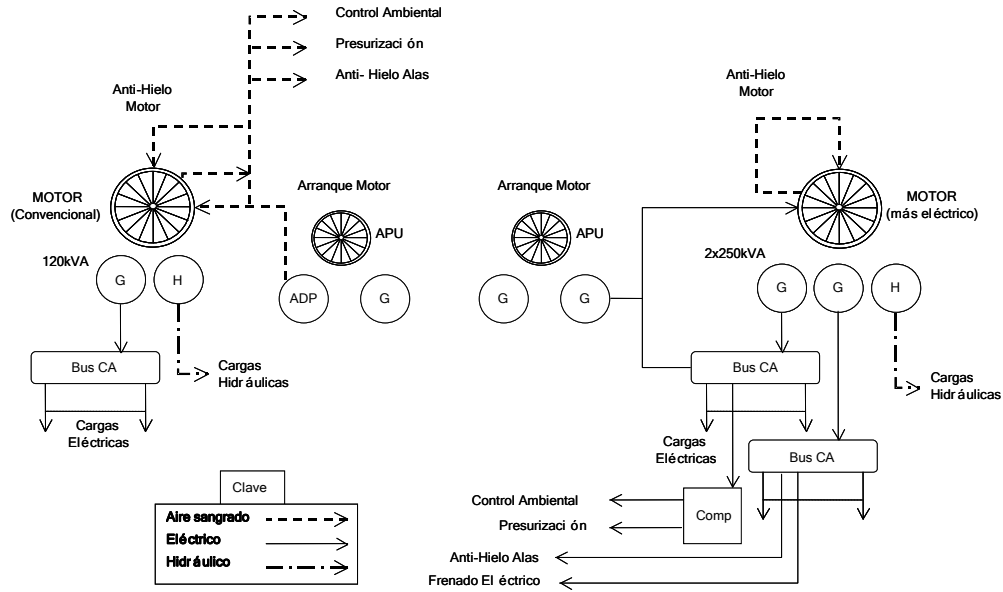 Control Ambiental
Presurizaci ón
Anti- Hielo Alas
Anti-Hielo
Motor
MOTOR
(Convencional)
Arranque Motor
APU
120kVA
G
H
ADP
G
Bus CA
Cargas
Hidr áulicas
Cargas
Eléctricas
Clave
Aire sangrado
Eléctrico
Hidr áulico
Anti-Hielo
Motor
Arranque Motor
APU
MOTOR
(más eléctrico)
2x250kVA
G
G
G
G
H
Bus CA
Cargas
Hidr áulicas
Cargas
Eléctricas
Bus CA
Comp
Control Ambiental
Presurizaci ón
Anti-Hielo Alas
Frenado El éctrico